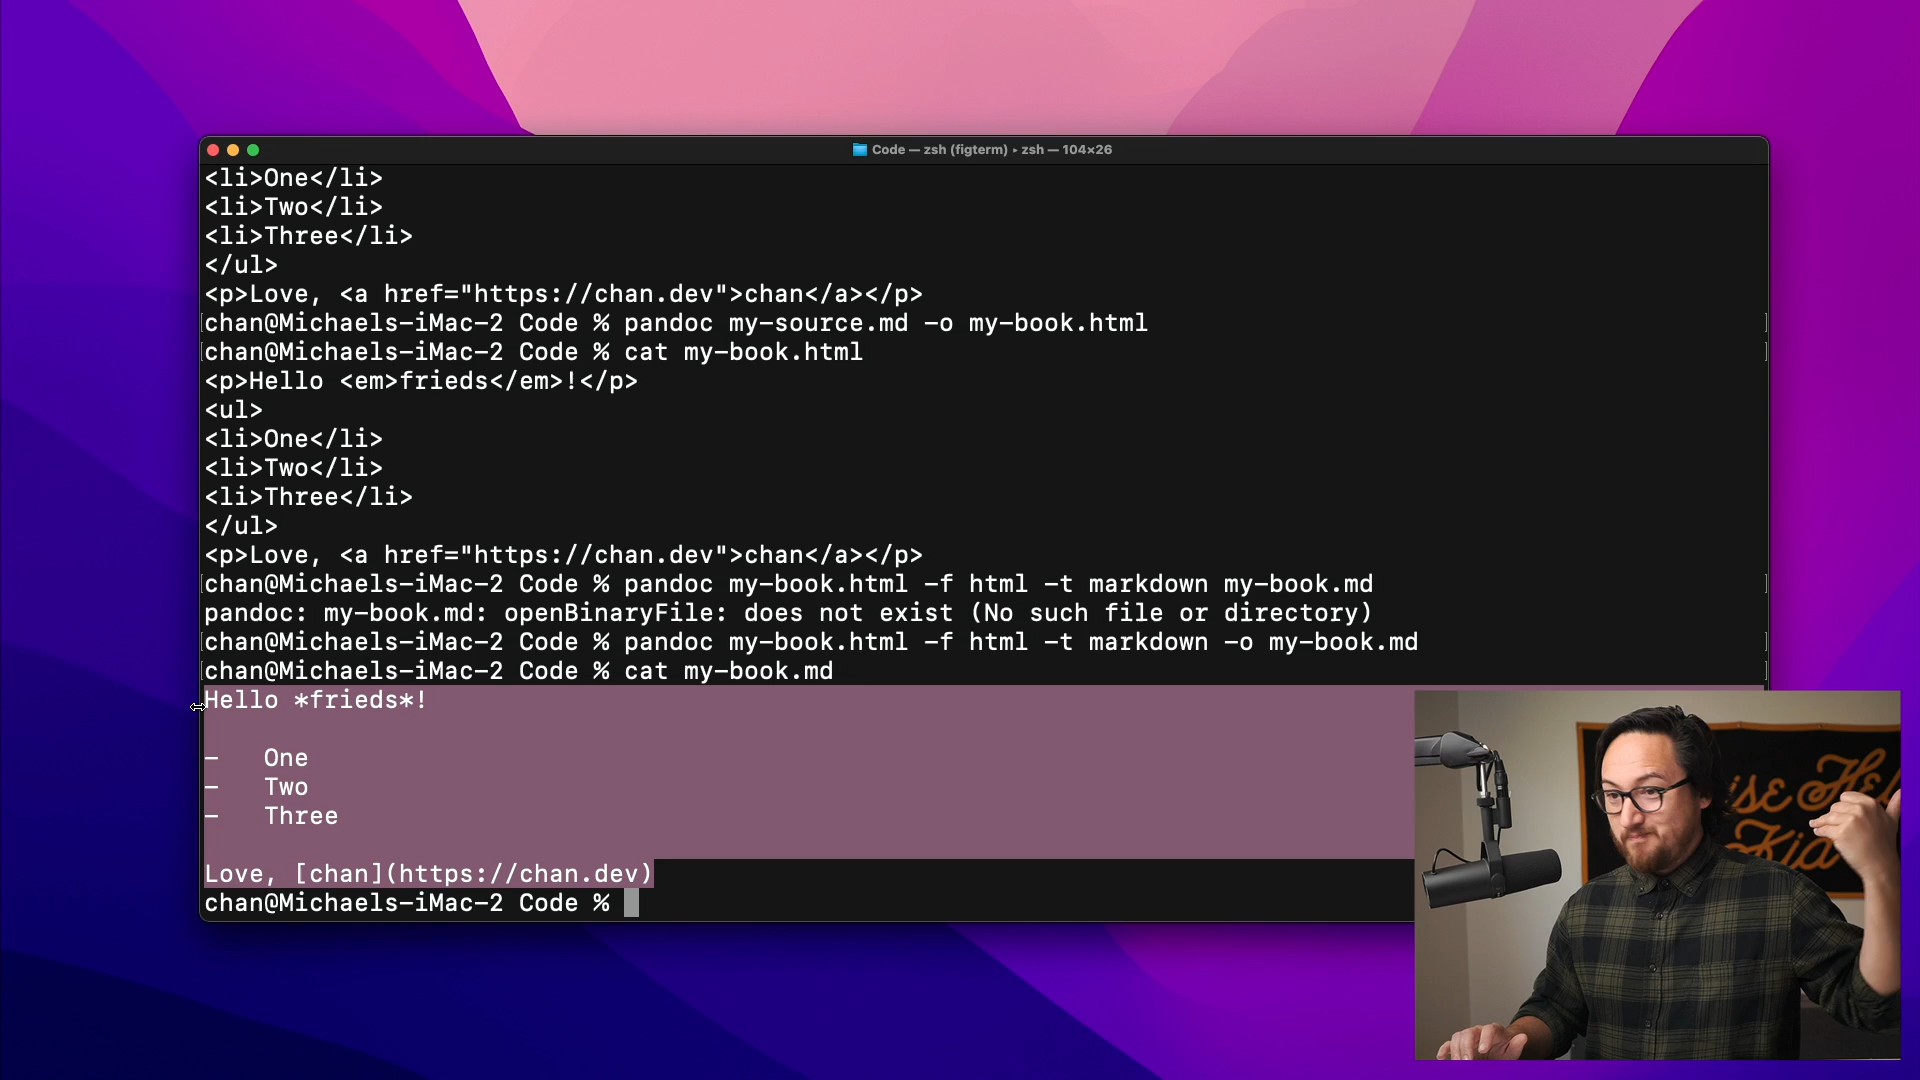 Code — zsh (figterm) ▸ zsh — 104×26
<li>One</li>
<li>Two</li>
<li>Three</li>
</ul>
<p>Love, <a href="https://chan.dev">chan</a></p>
chan@Michaels-iMac-2 Code % pandoc my-source.md -o my-book.html
chan@Michaels-iMac-2 Code % cat my-book.html
<p>Hello <em>frieds</em>!</p>
<ul>
<li>One</li>
<li>Two</li>
<li>Three</li>
</ul>
<p>Love, <a href="https://chan.dev">chan</a></p>
chan@Michaels-iMac-2 Code % pandoc my-book.html -f html -t markdown my-book.md
pandoc: my-book.md: openBinaryFile: does not exist (No such file or directory)
chan@Michaels-iMac-2 Code % pandoc my-book.html -f html -t markdown -o my-book.md
chan@Michaels-iMac-2 Code % cat my-book.md
Hello *frieds*!
-   One
-   Two
-   Three
Love, [chan](https://chan.dev)
chan@Michaels-iMac-2 Code %